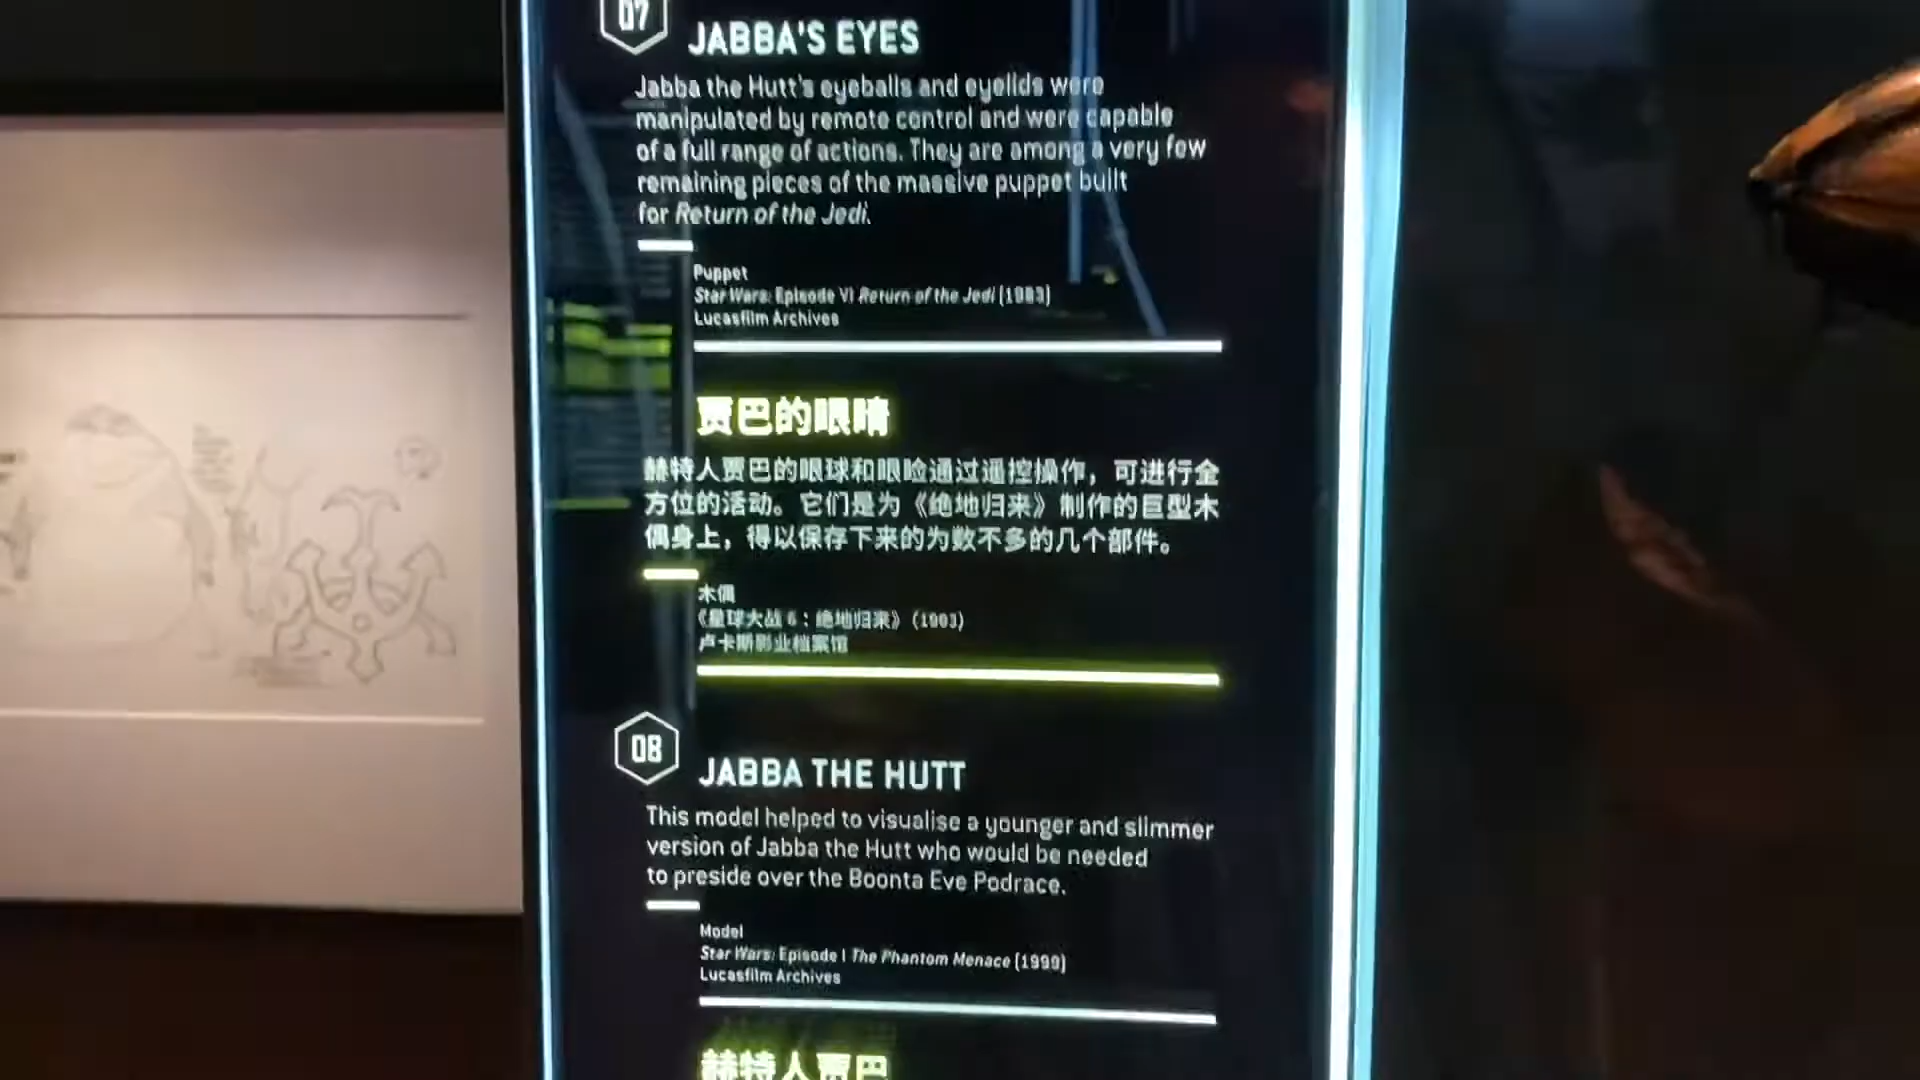 07
JABBA'S EYES
Jabba the Hutt's eyeballs and eyelids were
manipulated by remote control and were capable
of a full range of actions. They are among a very few
remaining pieces of the massive puppet built
for Return of the Jedi.
Puppet
Star Wars: Episode VI Return of the Jedi (1983)
Lucasfilm Archives
贾巴的眼睛
赫特人贾巴的眼球和眼睑通过遥控操作，可进行全
方位的活动。它们是为《绝地归来》制作的巨型木
偶身上，得以保存下来的为数不多的几个部件。
木偶
《星球大战 6：绝地归来》(1983)
卢卡斯影业档案馆
08
JABBA THE HUTT
This model helped to visualise a younger and slimmer
version of Jabba the Hutt who would be needed
to preside over the Boonta Eve Podrace.
Model
Star Wars: Episode I The Phantom Menace (1999)
Lucasfilm Archives
赫特人贾巴